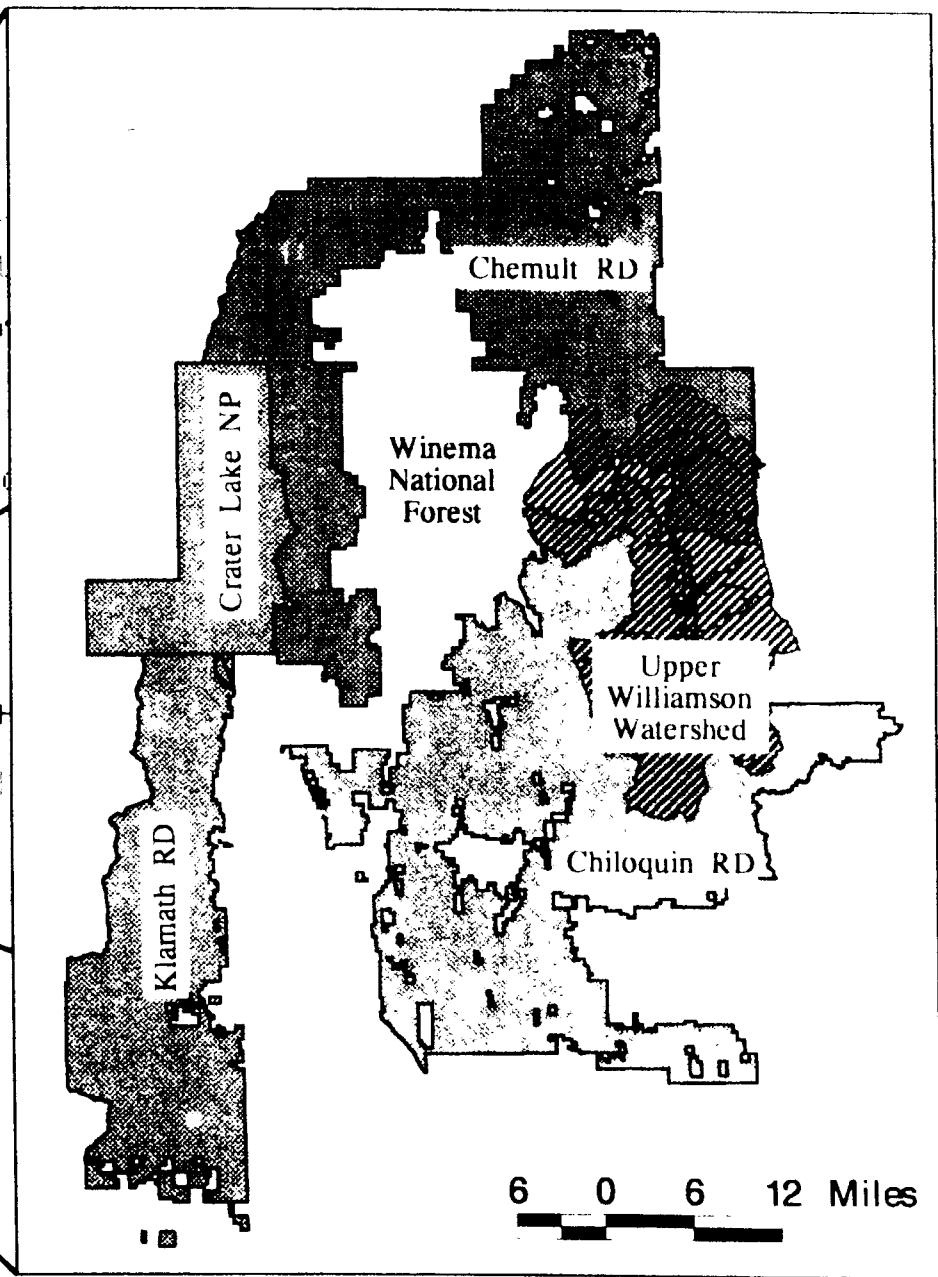 Chemult RD
Crater Lake NP
Winema
National
Forest
Upper
Williamson
Watershed
Klamath RD
Chiloquin RD
6 0 6 12 Miles